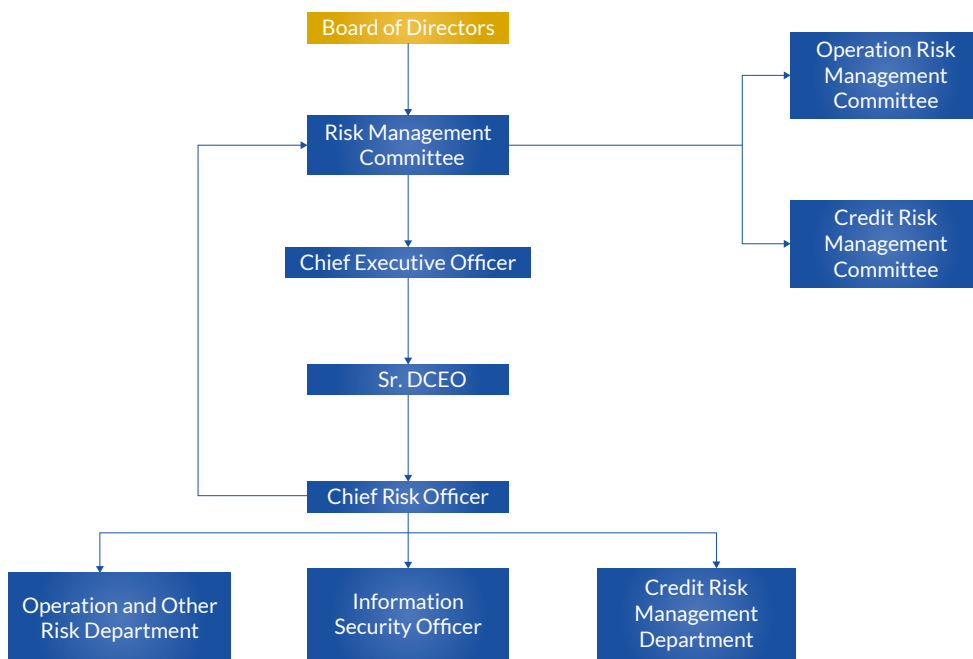 Board of Directors
Operation Risk
Management
Committee
Risk Management
Committee
Credit Risk
Management
Committee
Chief Executive Officer
Sr. DCEO
Chief Risk Officer
Operation and Other
Risk Department
Information
Security Officer
Credit Risk
Management
Department